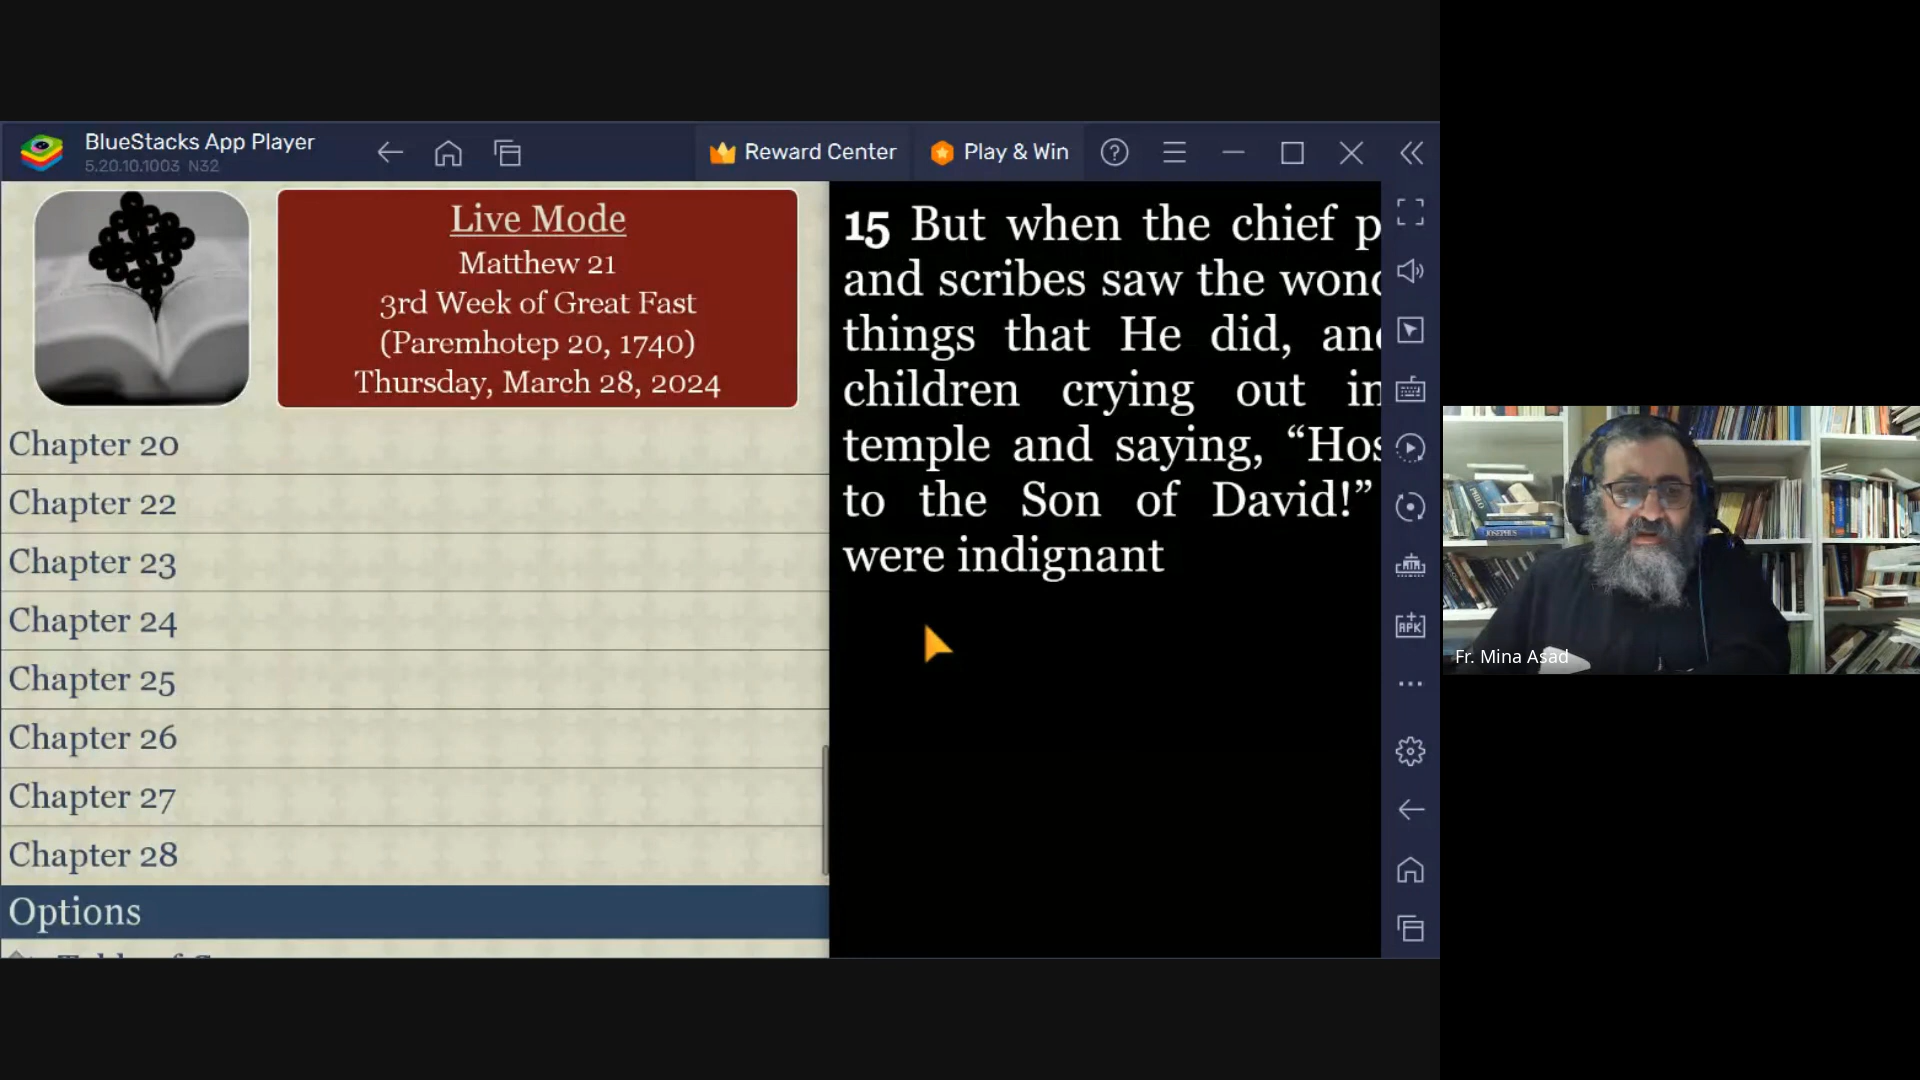 BlueStacks App Player
5.20.10.1003 N32
Reward Center
Play & Win
Live Mode
Matthew 21
3rd Week of Great Fast
(Paremhotep 20, 1740)
Thursday, March 28, 2024
Chapter 20
Chapter 22
Chapter 23
Chapter 24
Chapter 25
Chapter 26
Chapter 27
Chapter 28
Options
15 But when the chief p
and scribes saw the wond
things that He did, and
children crying out in
temple and saying, “Hos
to the Son of David!”
were indignant
APK
PHILO
JOSEPHUS
Fr. Mina Asad